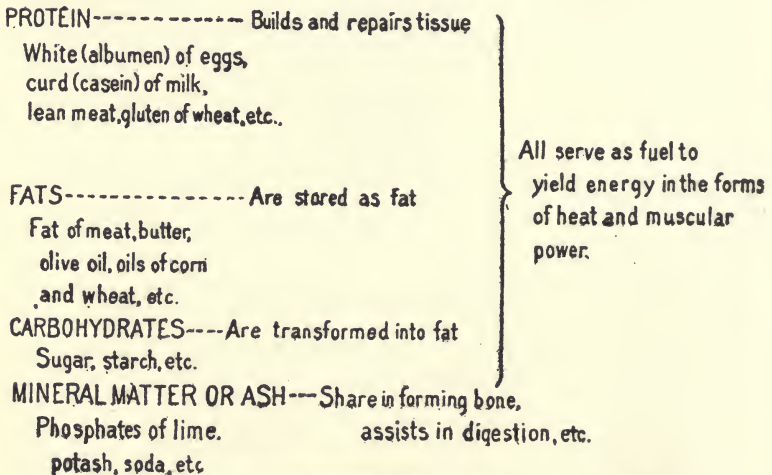 PROTEIN------------- Builds and repairs tissue
White (albumen) of eggs,
curd (casein) of milk,
lean meat, gluten of wheat, etc..
FATS--------------- Are stored as fat
Fat of meat, butter,
olive oil, oils of corn
and wheat, etc.
CARBOHYDRATES----Are transformed into fat
Sugar, starch, etc.
All serve as fuel to
yield energy in the forms
of heat and muscular
power.
MINERAL MATTER OR ASH---Share in forming bone,
assists in digestion, etc.
Phosphates of lime.
potash, soda, etc